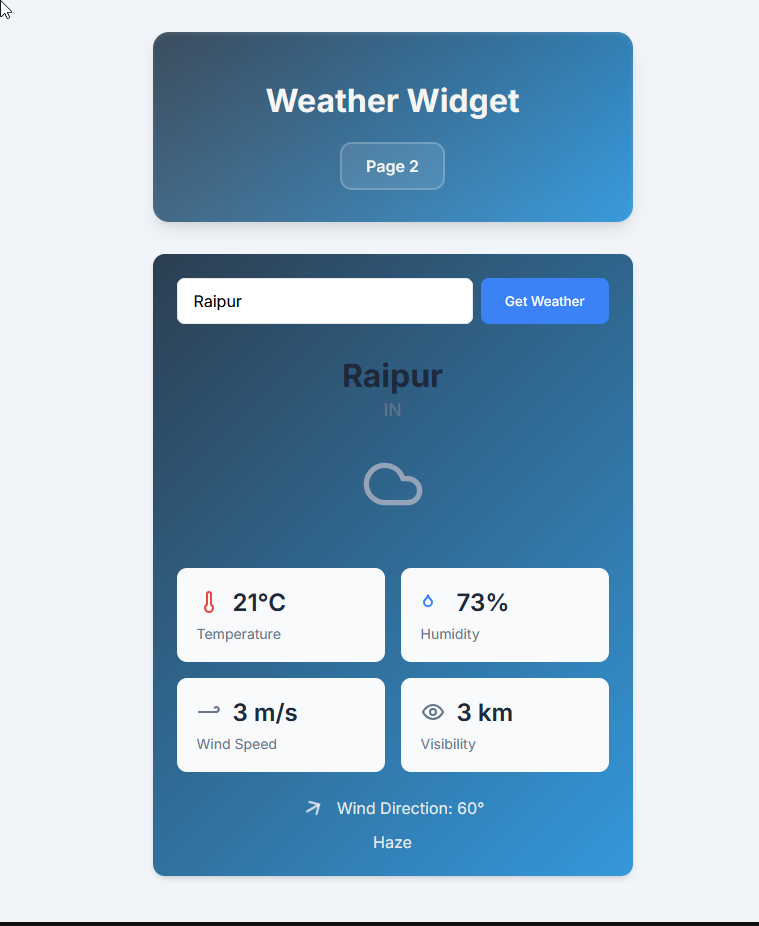 Weather Widget
Page 2
Raipur
Get Weather
Raipur
IN
21°C
Temperature
73%
Humidity
3 m/s
Wind Speed
3 km
Visibility
Wind Direction: 60°
Haze